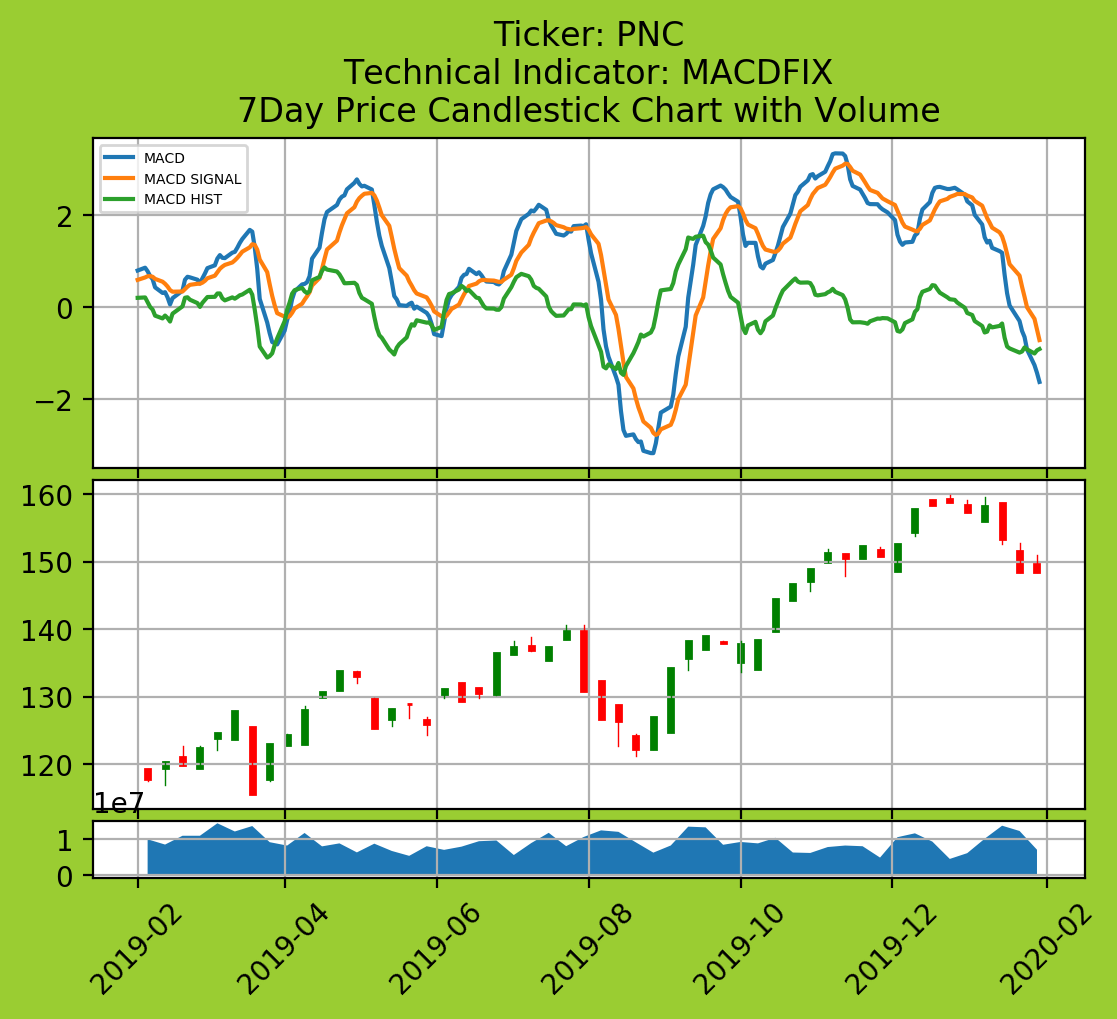 Ticker: PNC
Technical Indicator: MACDFIX
7Day Price Candlestick Chart with Volume
MACD
MACD SIGNAL
MACD HIST
2
0
−2
160
150
140
130
120
1e7
1
0
2019-02
2019-04
2019-06
2019-08
2019-10
2019-12
2020-02